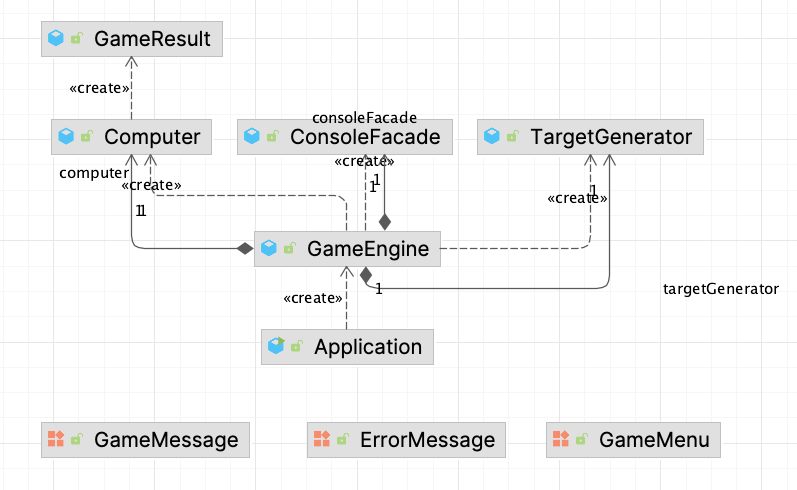 GameResult
«create»
consoleFacade
Computer
ConsoleFacade
TargetGenerator
«create»
computer
«create»
1
1
1
«create»
1
1
GameEngine
1
targetGenerator
«create»
Application
GameMessage
ErrorMessage
GameMenu